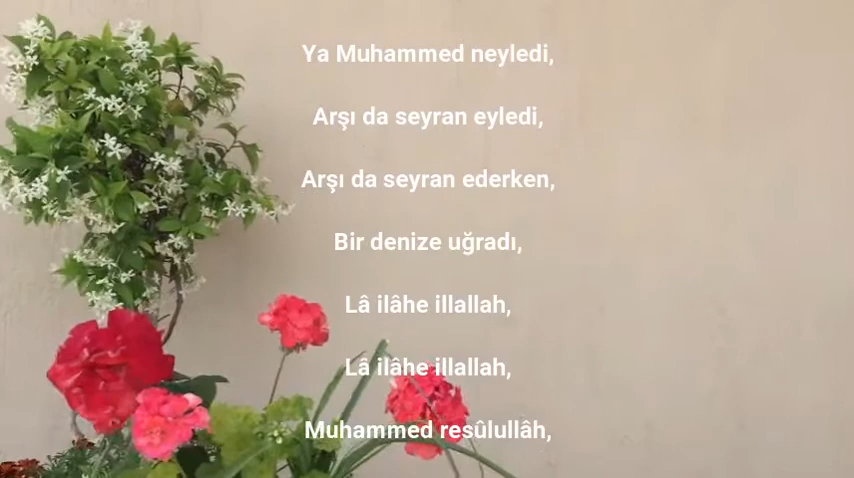 Ya Muhammed neyledi,
Arşı da seyran eyledi,
Arşı da seyran ederken,
Bir denize uğradı,
Lâ ilâhe illallah,
Lâ ilâhe illallah,
Muhammed resûlullâh,